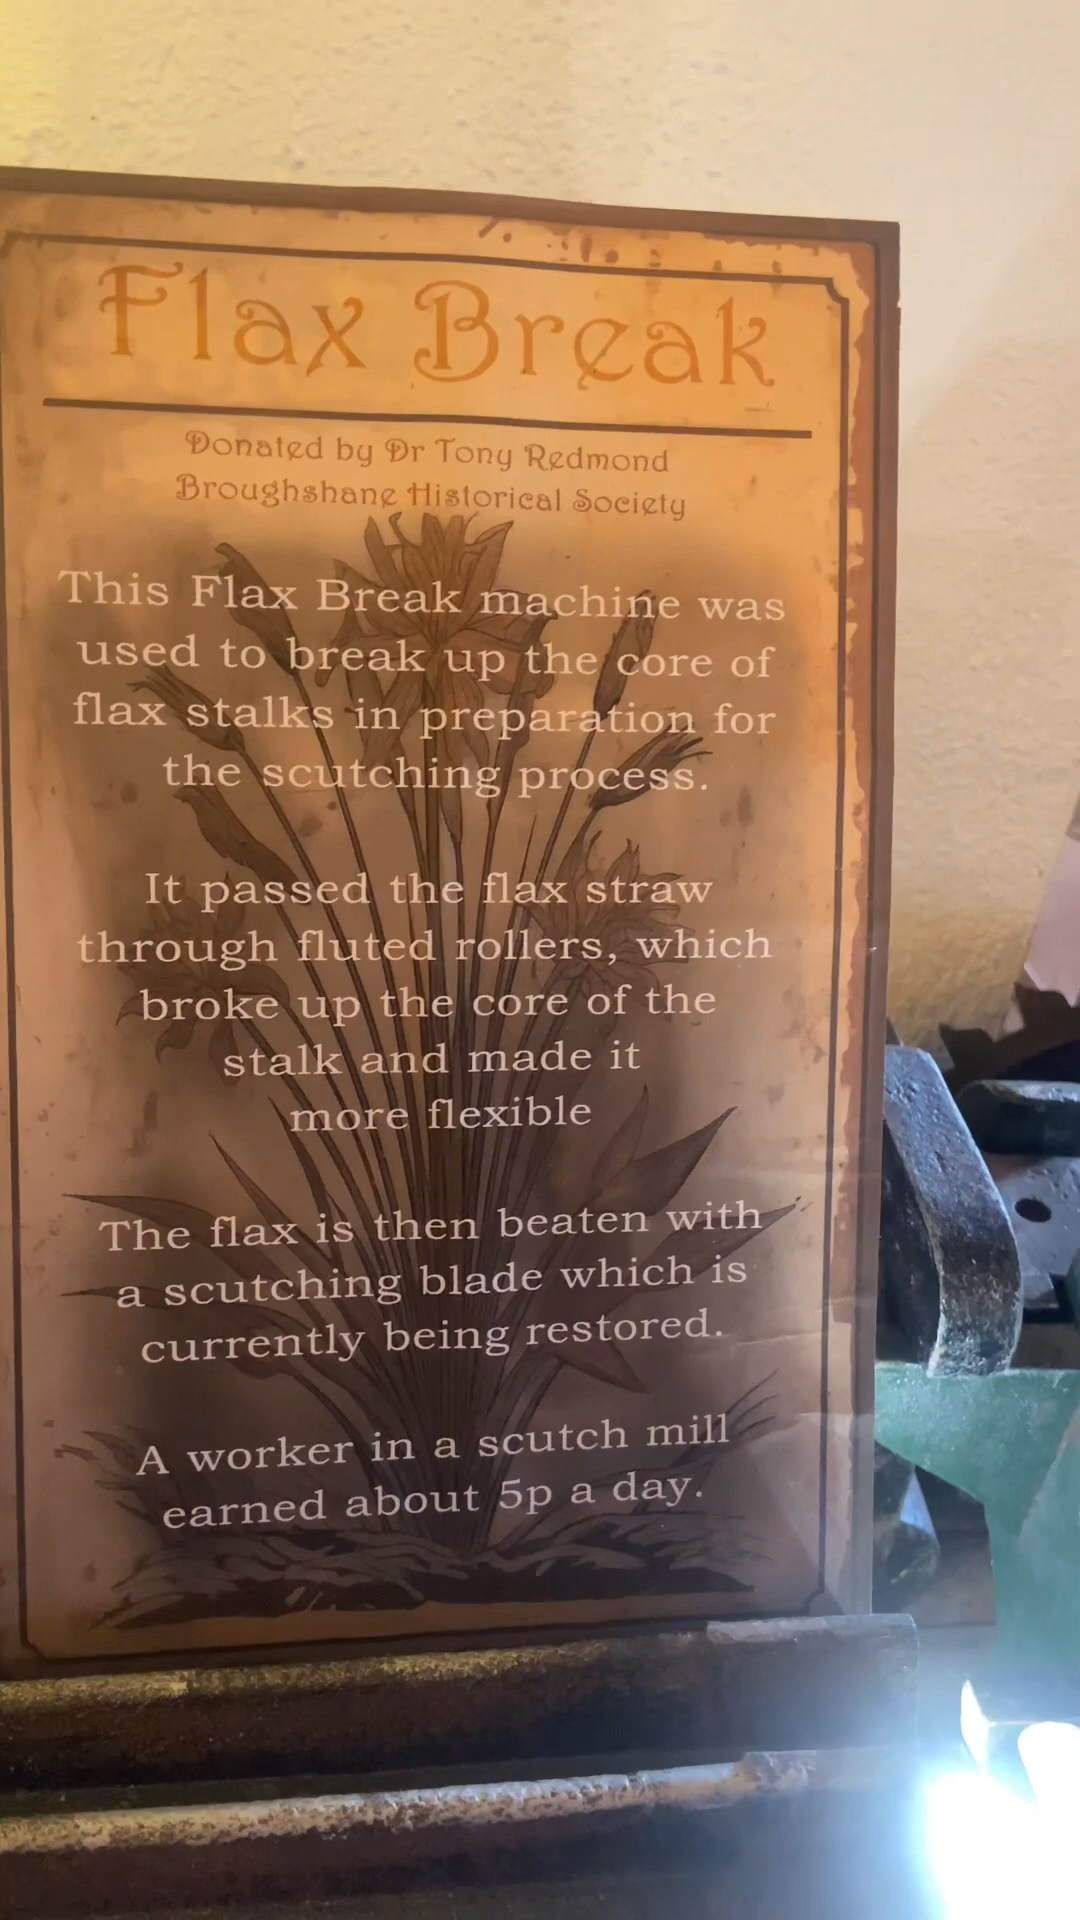 Flax Break
Donated by Dr Tony Redmond
Broughshane Historical Society
This Flax Break machine was
used to break up the core of
flax stalks in preparation for
the scutching process.
It passed the flax straw
through fluted rollers, which
broke up the core of the
stalk and made it
more flexible
The flax is then beaten with
a scutching blade which is
currently being restored.
A worker in a scutch mill
earned about 5p a day.